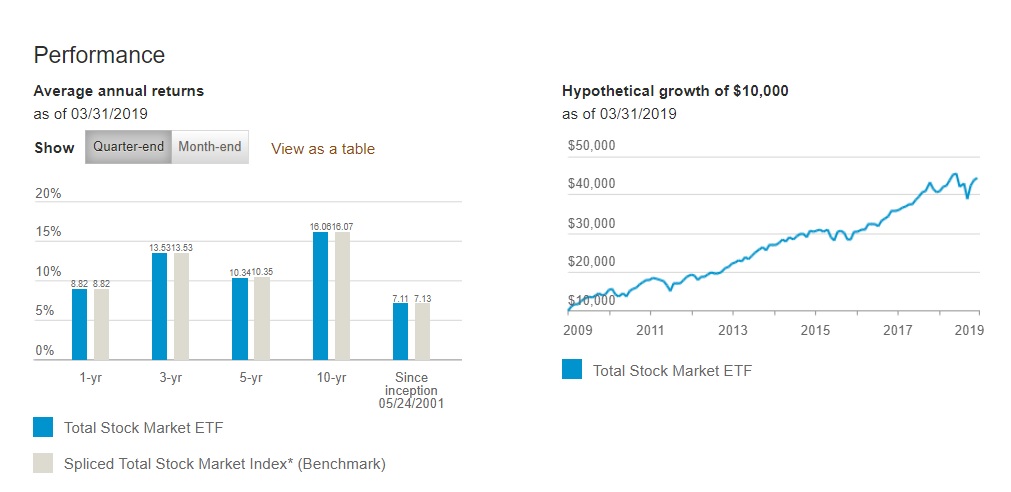 Performance
Average annual returns
as of 03/31/2019
Show Quarter-end Month-end View as a table
20%
15%
10%
5%
0%
8.82 8.82
13.53 13.53
10.34 10.35
16.06 16.07
7.11 7.13
1-yr 3-yr 5-yr 10-yr Since
inception
05/24/2001
Total Stock Market ETF
Spliced Total Stock Market Index* (Benchmark)
Hypothetical growth of $10,000
as of 03/31/2019
$50,000
$40,000
$30,000
$20,000
$10,000
2009 2011 2013 2015 2017 2019
Total Stock Market ETF